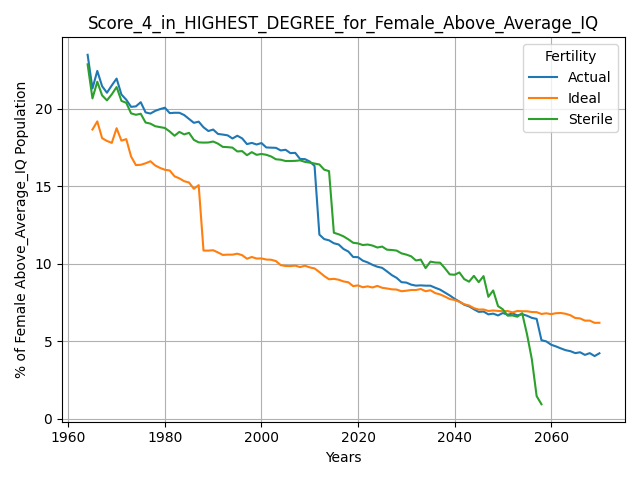 Score_4_in_HIGHEST_DEGREE_for_Female_Above_Average_IQ
Fertility
Actual
Ideal
Sterile
% of Female Above_Average_IQ Population
20
15
10
5
0
1960 1980 2000 2020 2040 2060
Years